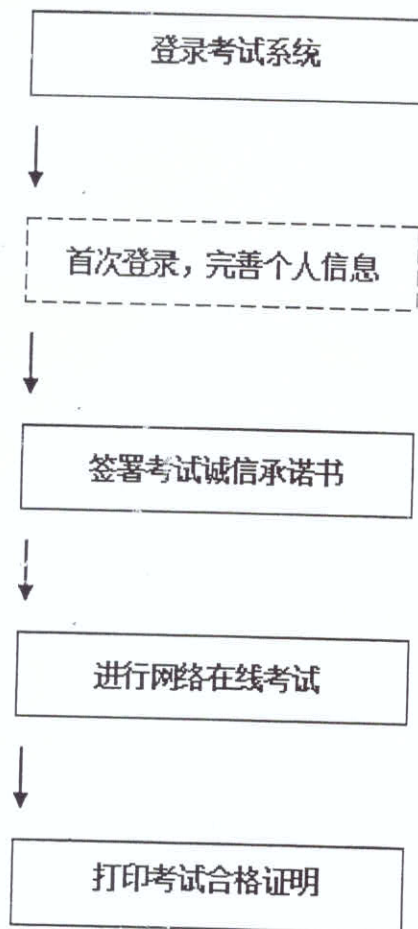 登录考试系统
首次登录，完善个人信息
签署考试诚信承诺书
进行网络在线考试
打印考试合格证明